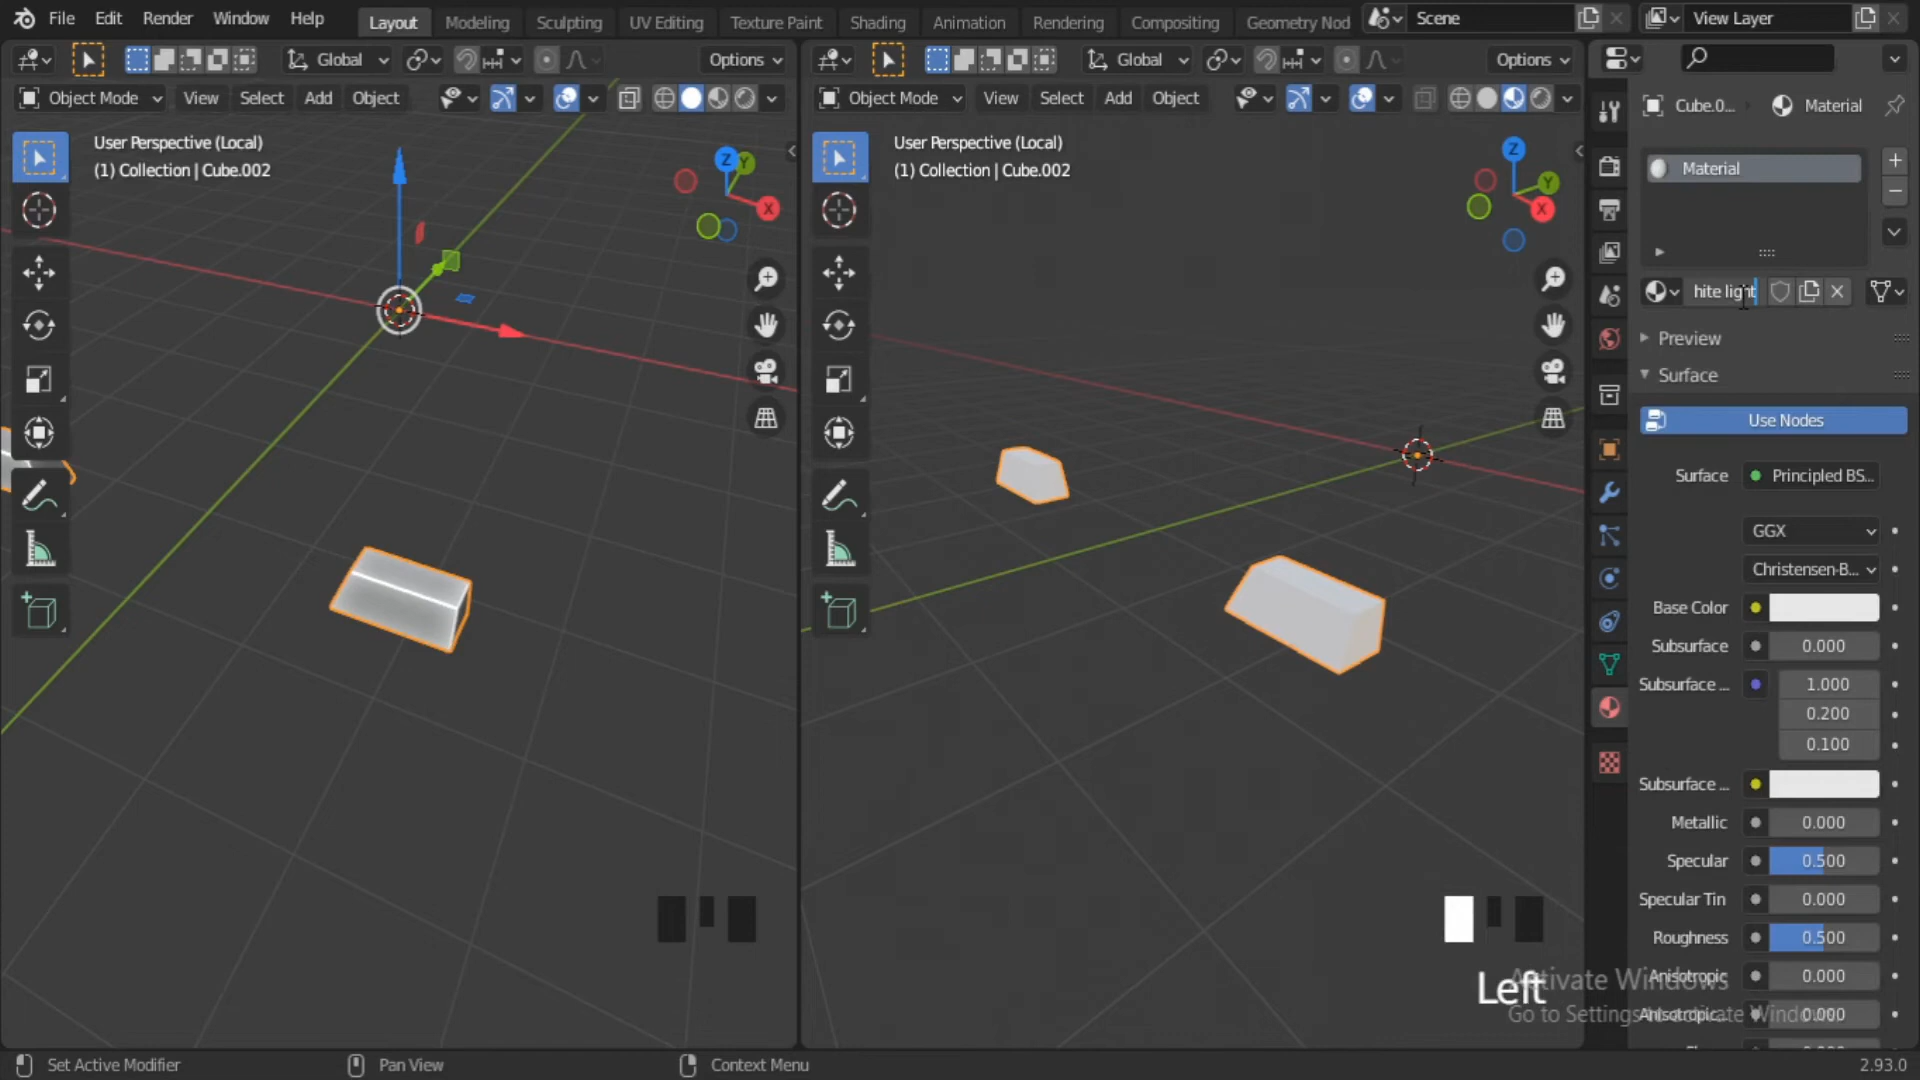 File Edit Render Window Help
Layout Modeling Sculpting UV Editing Texture Paint Shading Animation Rendering Compositing Geometry Nod
Scene
View Layer
Global
Options
Global
Options
Object Mode View Select Add Object
Object Mode View Select Add Object
Cube.0... Material
User Perspective (Local)
(1) Collection | Cube.002
Z Y X
User Perspective (Local)
(1) Collection | Cube.002
Z Y X
Material
hite light
Preview
Surface
Use Nodes
Surface Principled BS...
GGX
Christensen-B...
Base Color
Subsurface 0.000
Subsurface ... 1.000
0.200
0.100
Subsurface ...
Metallic 0.000
Specular 0.500
Specular Tin 0.000
Roughness 0.500
Anisotropic 0.000
Anisotropic... 0.000
Left
Activate Windows
Go to Settings to activate Windows.
Set Active Modifier
Pan View
Context Menu
2.93.0